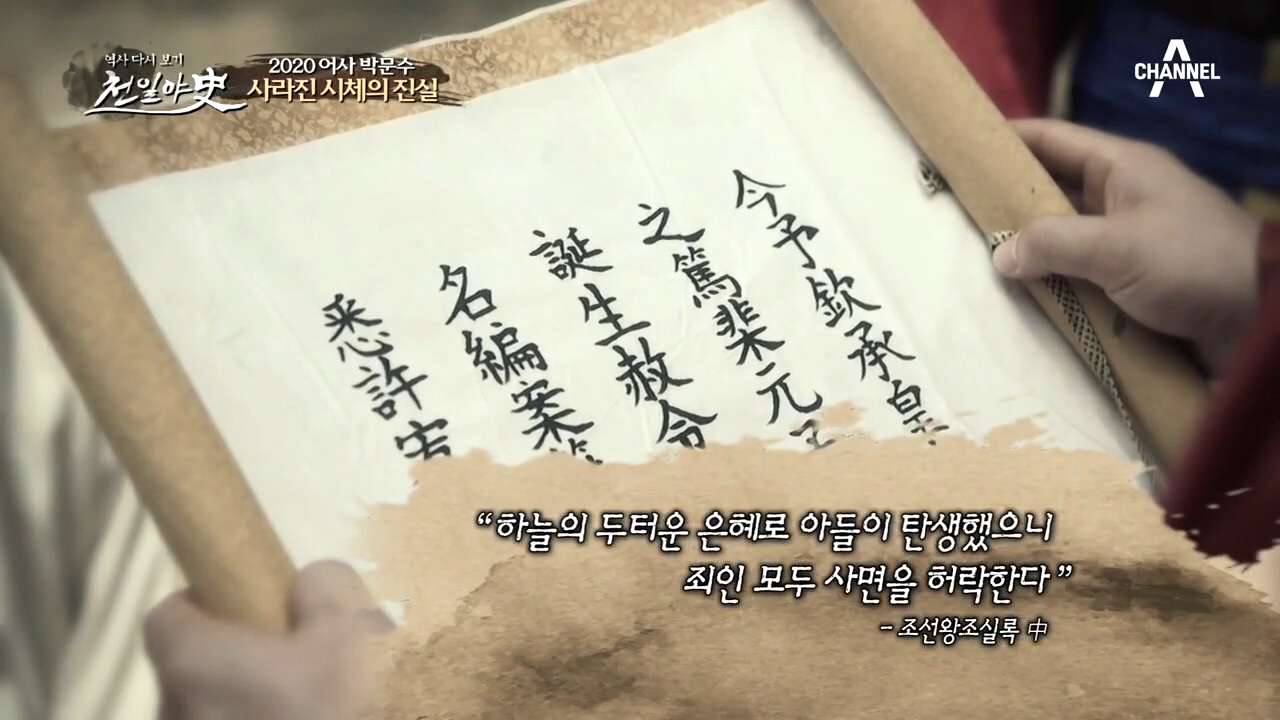 역사 다시 보기
천일야史
2020 어사 박문수
사라진 시체의 진실
CHANNEL A
今予欽承皇
之篤棐元
誕生赦令
名編案
悉許宥
“하늘의 두터운 은혜로 아들이 탄생했으니
죄인 모두 사면을 허락한다”
- 조선왕조실록 中